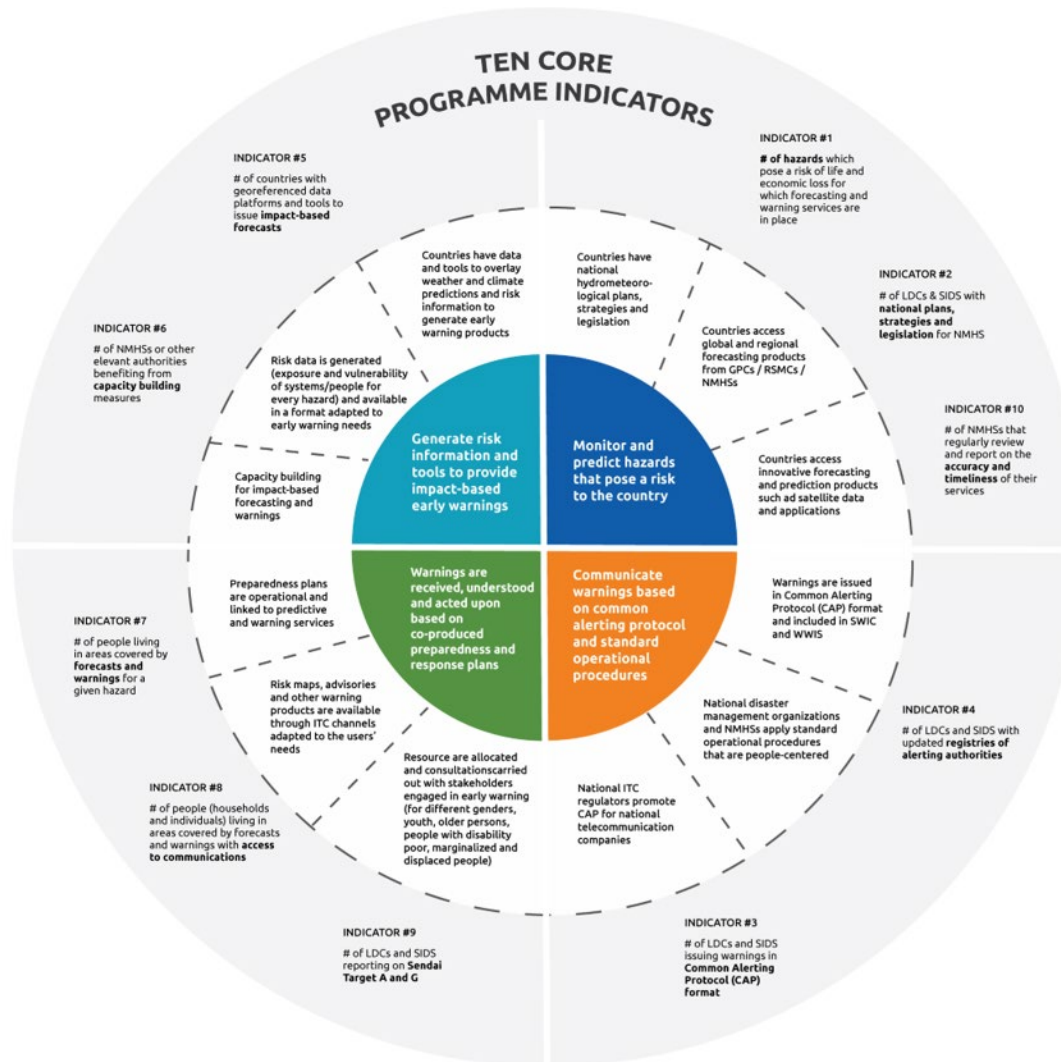 TEN CORE
PROGRAMME INDICATORS
INDICATOR #1
# of hazards which
pose a risk of life and
economic loss for
which forecasting and
warning services are
in place
INDICATOR #2
# of LDCs & SIDS with
national plans,
strategies and
legislation for NMHS
INDICATOR #10
# of NMHSs that
regularly review
and report on the
accuracy and
timeliness of their
services
INDICATOR #4
# of LDCs and SIDS with
updated registries of
alerting authorities
INDICATOR #3
# of LDCs and SIDS
issuing warnings in
Common Alerting
Protocol (CAP)
format
INDICATOR #9
# of LDCs and SIDS
reporting on Sendai
Target A and G
INDICATOR #8
# of people (households
and individuals) living in
areas covered by forecasts
and warnings with access
to communications
INDICATOR #7
# of people living
in areas covered by
forecasts and
warnings for a
given hazard
INDICATOR #6
# of NMHSs or other
elevant authorities
benefiting from
capacity building
measures
INDICATOR #5
# of countries with
georeferenced data
platforms and tools to
issue impact-based
forecasts
Countries have
national
hydrometeoro-
logical plans,
strategies and
legislation
Countries access
global and regional
forecasting products
from GPCs / RSMCs /
NMHSs
Countries access
innovative forecasting
and prediction products
such ad satellite data
and applications
Warnings are issued
in Common Alerting
Protocol (CAP) format
and included in SWIC
and WWIS
National disaster
management organizations
and NMHSs apply standard
operational procedures
that are people-centered
National ITC
regulators promote
CAP for national
telecommunication
companies
Resource are allocated
and consultationscarried
out with stakeholders
engaged in early warning
(for different genders,
youth, older persons,
people with disability
poor, marginalized and
displaced people)
Risk maps, advisories
and other warning
products are available
through ITC channels
adapted to the users'
needs
Preparedness plans
are operational and
linked to predictive
and warning services
Capacity building
for impact-based
forecasting and
warnings
Risk data is generated
(exposure and vulnerability
of systems/people for
every hazard) and available
in a format adapted to
early warning needs
Countries have data
and tools to overlay
weather and climate
predictions and risk
information to
generate early
warning products
Generate risk
information and
tools to provide
impact-based
early warnings
Monitor and
predict hazards
that pose a risk
to the country
Warnings are
received, understood
and acted upon
based on
co-produced
preparedness and
response plans
Communicate
warnings based
on common
alerting protocol
and standard
operational
procedures